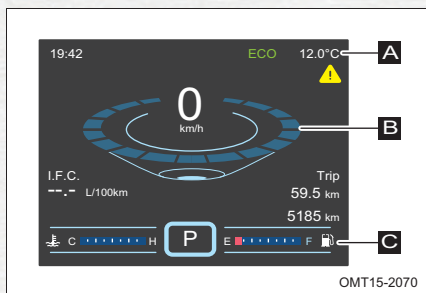 19:42 ECO 12.0°C A
0
km/h
B
I.F.C. Trip
--.- L/100km 59.5 km
5185 km
C H P E F C
OMT15-2070